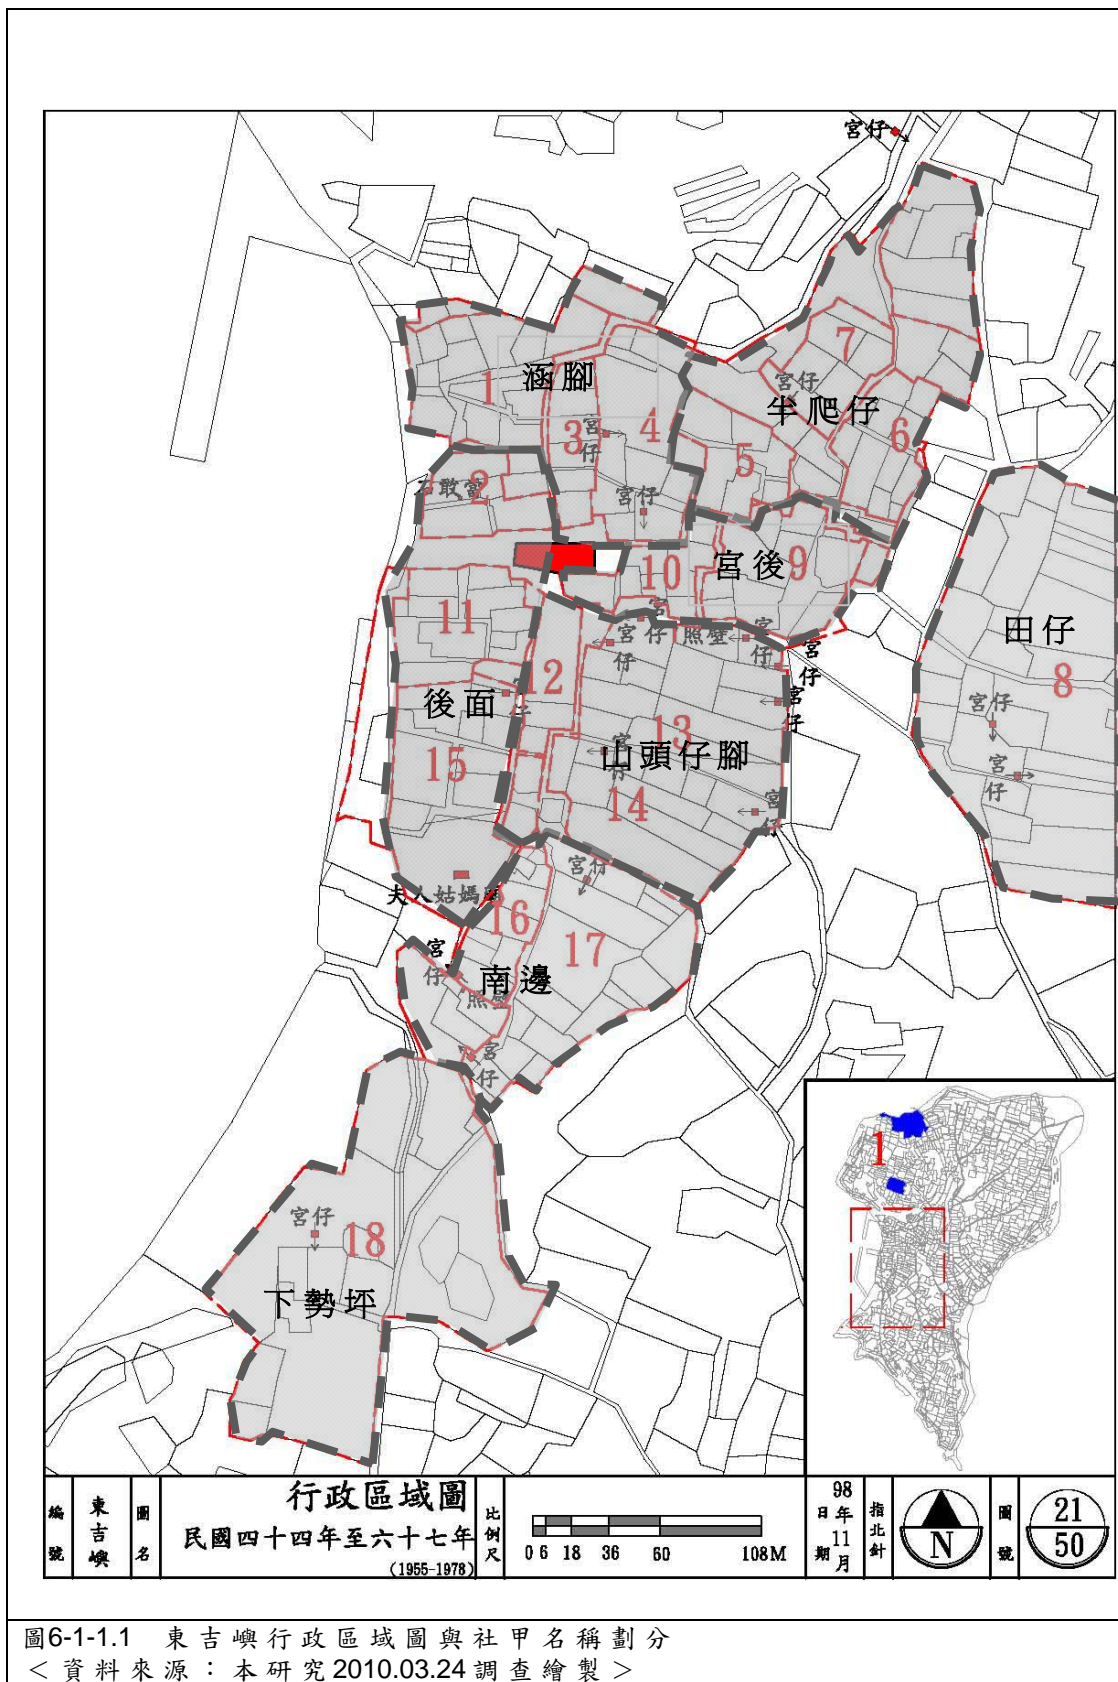 宮仔
涵腳
1
3
4
宮仔
宮仔
7
宮仔
半爬仔
5
6
2
石敢當
宮後
9
10
田仔
8
宮仔
宮仔
11
宮
宮仔
照壁
宮仔
宮仔
12
宮仔
後面
宮仔
13
宮仔
山頭仔腳
15
14
宮仔
夫人姑媽
宮仔
16
17
宮仔
南邊
照壁
宮仔
18
宮仔
下勢坪
1
編號
東吉嶼
圖名
行政區域圖
民國四十四年至六十七年
(1955-1978)
比例尺
0 6 18 36 60 108M
98年11月
日期
指北針
N
圖號
21
50
圖6-1-1.1 東吉嶼行政區域圖與社甲名稱劃分
<資料來源：本研究2010.03.24調查繪製>